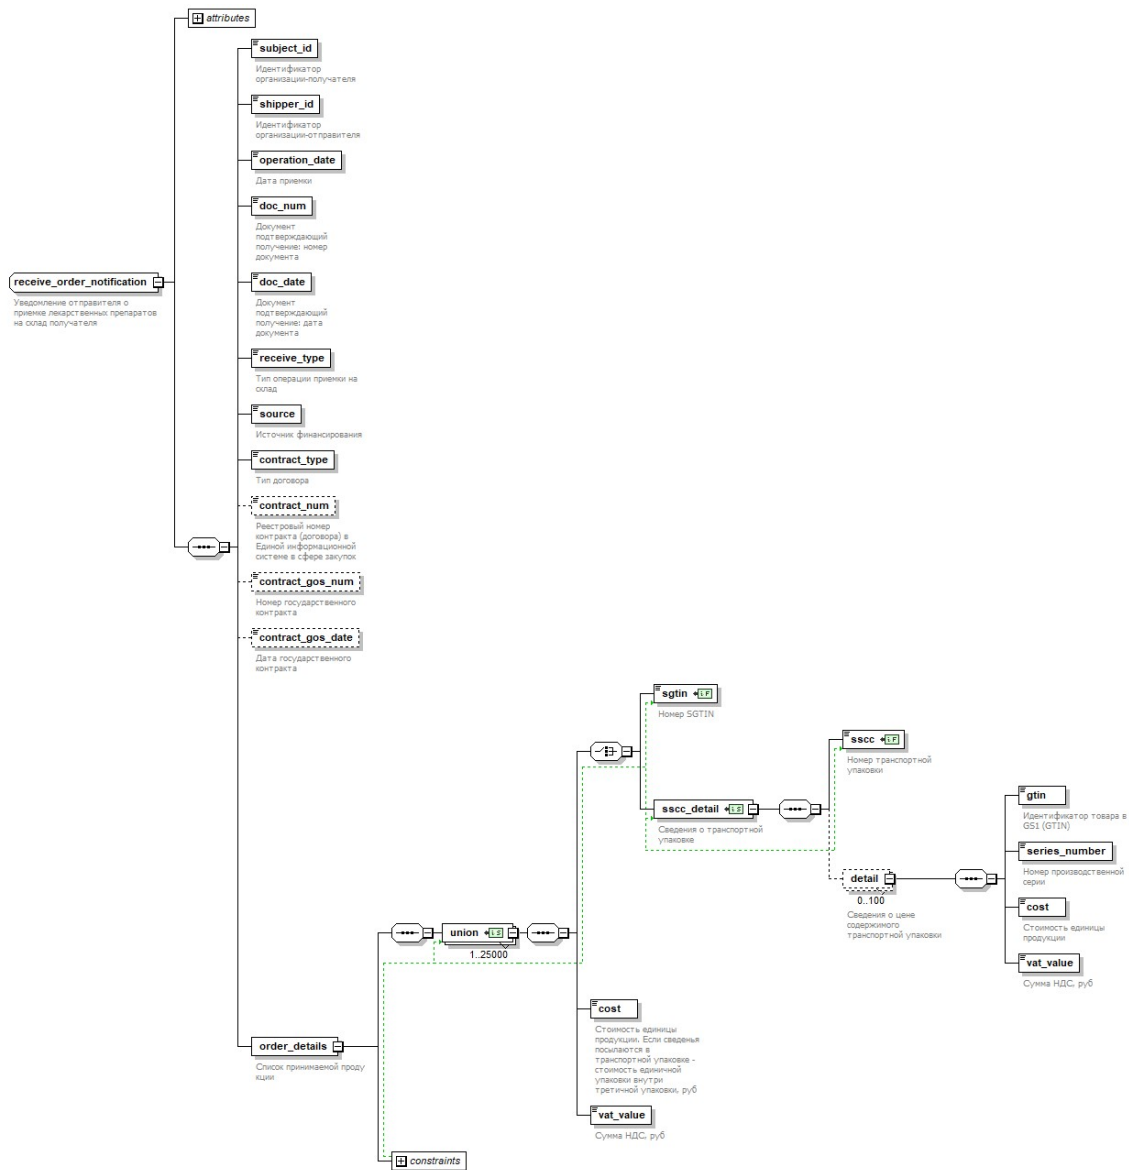 attributes
subject_id
Идентификатор
организации-получателя
shipper_id
Идентификатор
организации-отправителя
operation_date
Дата приемки
doc_num
Документ
подтверждающий
получение: номер
документа
receive_order_notification
Уведомление отправителя о
приемке лекарственных препаратов
на склад получателя
doc_date
Документ
подтверждающий
получение: дата
документа
receive_type
Тип операции приемки на
склад
source
Источник финансирования
contract_type
Тип договора
contract_num
Реестровый номер
контракта (договора) в
Единой информационной
системе в сфере закупок
contract_gos_num
Номер государственного
контракта
contract_gos_date
Дата государственного
контракта
sgtin
Номер SGTIN
sscc
Номер транспортной
упаковки
sscc_detail
Сведения о транспортной
упаковке
gtin
Идентификатор товара в
GS1 (GTIN)
series_number
Номер производственной
серии
detail
0..100
Сведения о цене
содержимого
транспортной упаковки
cost
Стоимость единицы
продукции
vat_value
Сумма НДС, руб
union
1..25000
cost
Стоимость единицы
продукции. Если сведенья
посылаются в
транспортной упаковке -
стоимость единичной
упаковки внутри
третичной упаковки, руб
order_details
Список принимаемой проду
кции
vat_value
Сумма НДС, руб
constraints